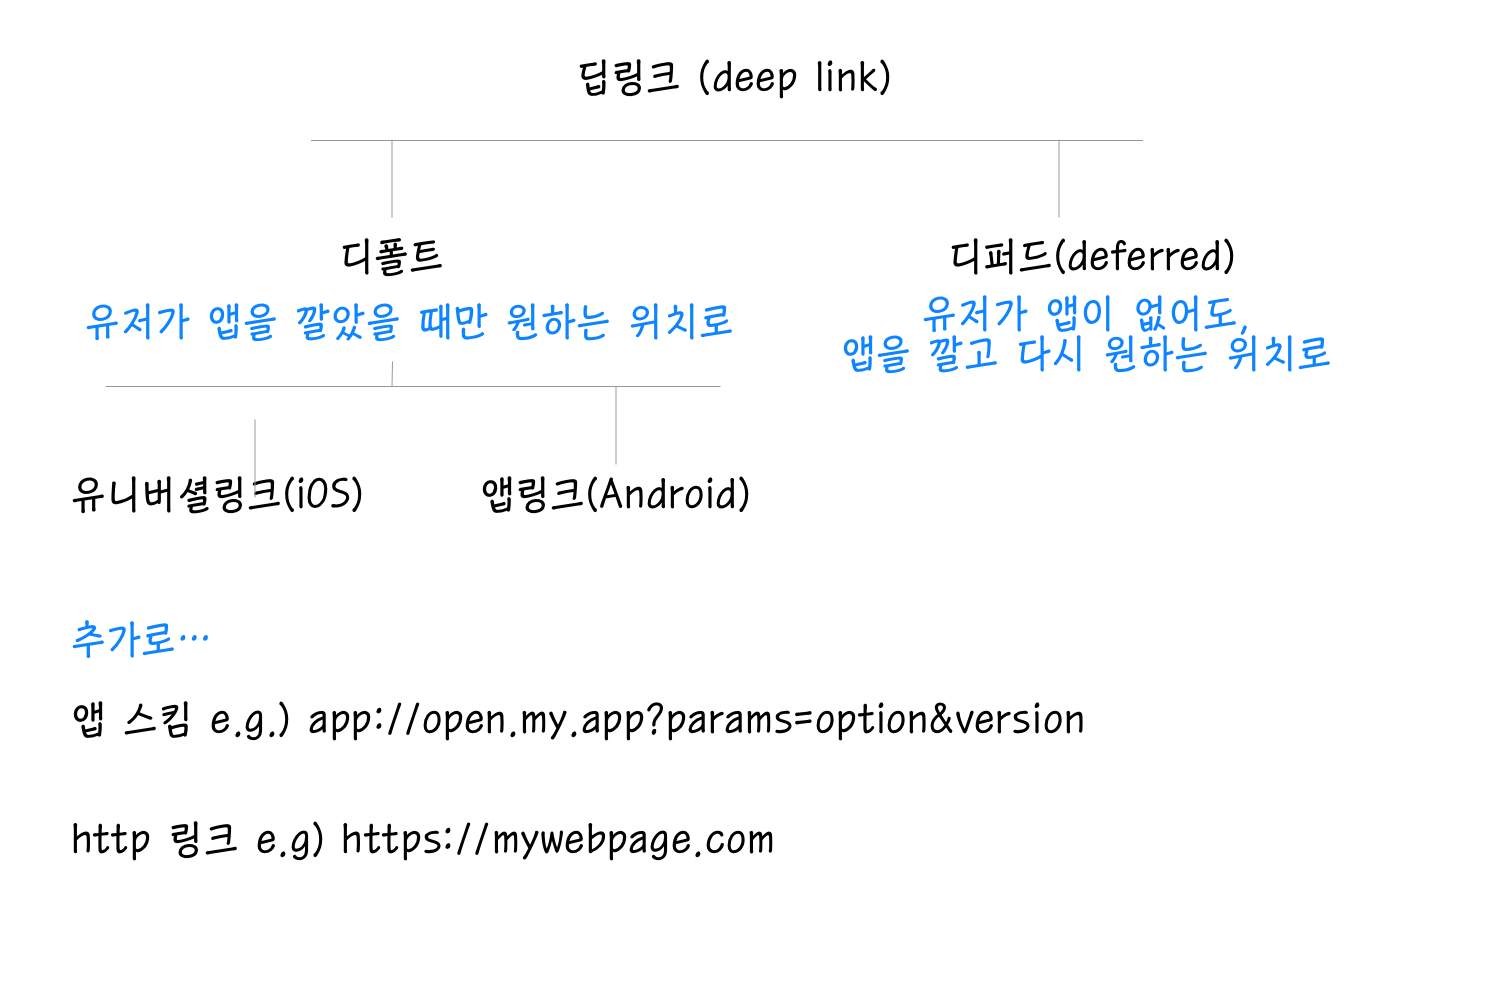 딥링크 (deep link)
디폴트
유저가 앱을 깔았을 때만 원하는 위치로
디퍼드(deferred)
유저가 앱이 없어도,
앱을 깔고 다시 원하는 위치로
유니버셜링크(iOS)
앱링크(Android)
추가로…
앱 스킴 e.g.) app://open.my.app?params=option&version
http 링크 e.g) https://mywebpage.com